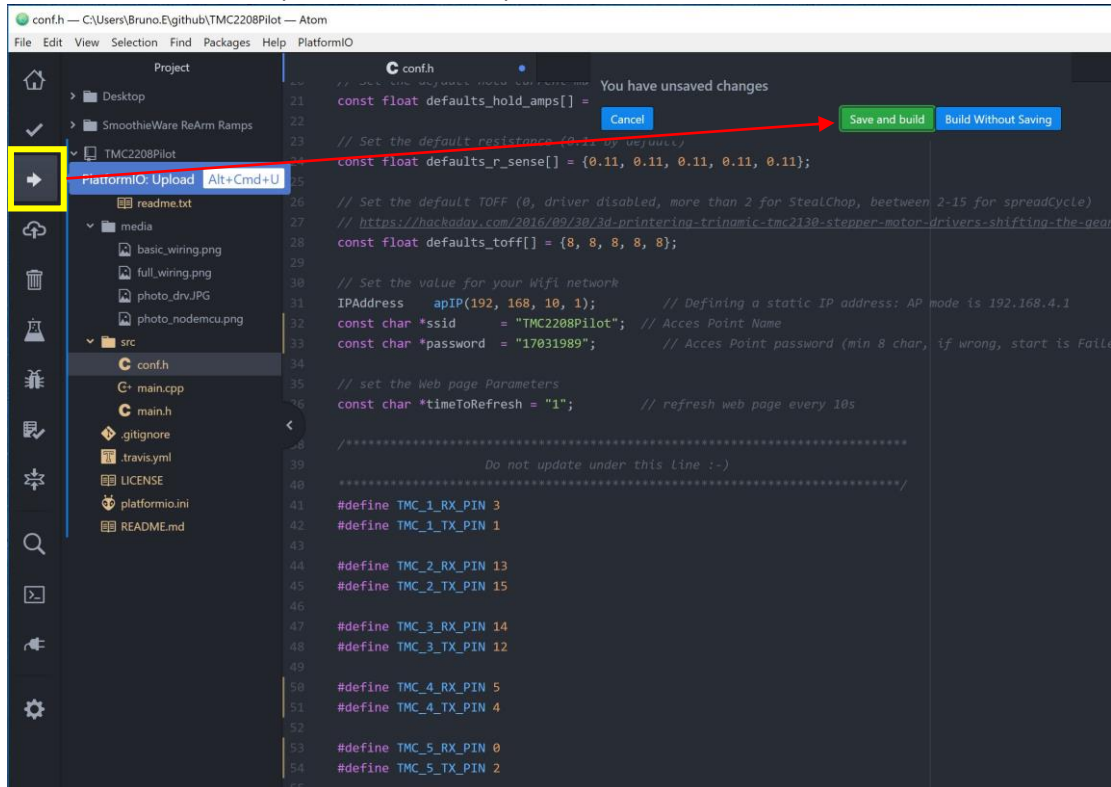 conf.h — C:\Users\Bruno.E\github\TMC2208Pilot — Atom
File Edit View Selection Find Packages Help PlatformIO
Project
Desktop
SmoothieWare ReArm Ramps
TMC2208Pilot
PlatformIO: Upload Alt+Cmd+U
readme.txt
media
basic_wiring.png
full_wiring.png
photo_drv.JPG
photo_nodemcu.png
src
conf.h
main.cpp
main.h
.gitignore
.travis.yml
LICENSE
platformio.ini
README.md
conf.h
You have unsaved changes
Cancel Save and build Build Without Saving
21 const float defaults_hold_amps[] =
22
23 // Set the default resistance (0.11 by default)
24 const float defaults_r_sense[] = {0.11, 0.11, 0.11, 0.11, 0.11};
25
26 // Set the default TOFF (0, driver disabled, more than 2 for StealChop, beetween 2-15 for spreadCycle)
27 // https://hackaday.com/2016/09/30/3d-printering-trinamic-tmc2130-stepper-motor-drivers-shifting-the-gear
28 const float defaults_toff[] = {8, 8, 8, 8, 8};
29
30 // Set the value for your Wifi network
31 IPAddress apIP(192, 168, 10, 1); // Defining a static IP address: AP mode is 192.168.4.1
32 const char *ssid = "TMC2208Pilot"; // Acces Point Name
33 const char *password = "17031989"; // Acces Point password (min 8 char, if wrong, start is Faile
34
35 // set the Web page Parameters
36 const char *timeToRefresh = "1"; // refresh web page every 10s
38 /*****************************************************************************
39 Do not update under this line :-)
40 *****************************************************************************/
41 #define TMC_1_RX_PIN 3
42 #define TMC_1_TX_PIN 1
43
44 #define TMC_2_RX_PIN 13
45 #define TMC_2_TX_PIN 15
46
47 #define TMC_3_RX_PIN 14
48 #define TMC_3_TX_PIN 12
49
50 #define TMC_4_RX_PIN 5
51 #define TMC_4_TX_PIN 4
52
53 #define TMC_5_RX_PIN 0
54 #define TMC_5_TX_PIN 2